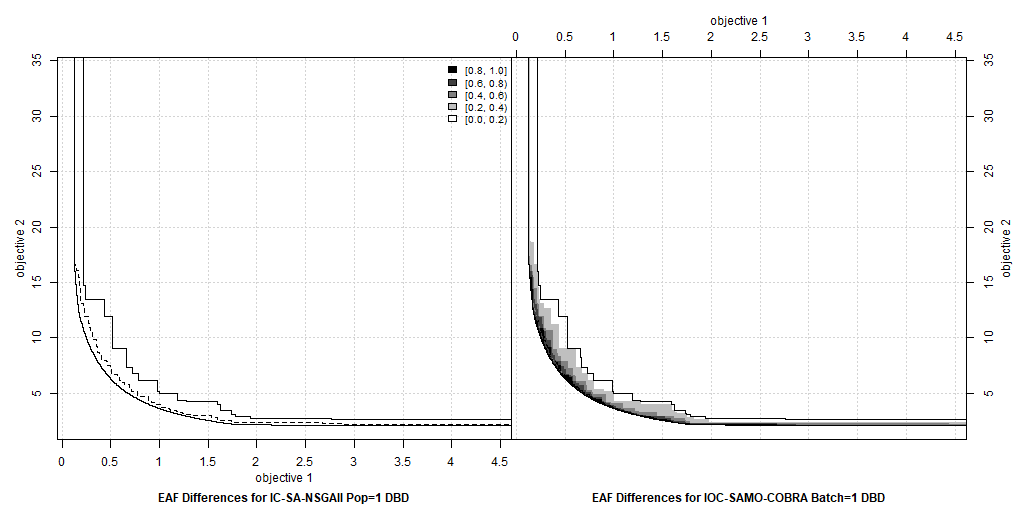 objective 1
0 0.5 1 1.5 2 2.5 3 3.5 4 4.5
35 35
[0.8, 1.0]
[0.6, 0.8)
[0.4, 0.6)
[0.2, 0.4)
[0.0, 0.2)
30 30
25 25
20 20
objective 2 objective 2
15 15
10 10
5 5
0 0.5 1 1.5 2 2.5 3 3.5 4 4.5
objective 1
EAF Differences for IC-SA-NSGAII Pop=1 DBD
EAF Differences for IOC-SAMO-COBRA Batch=1 DBD